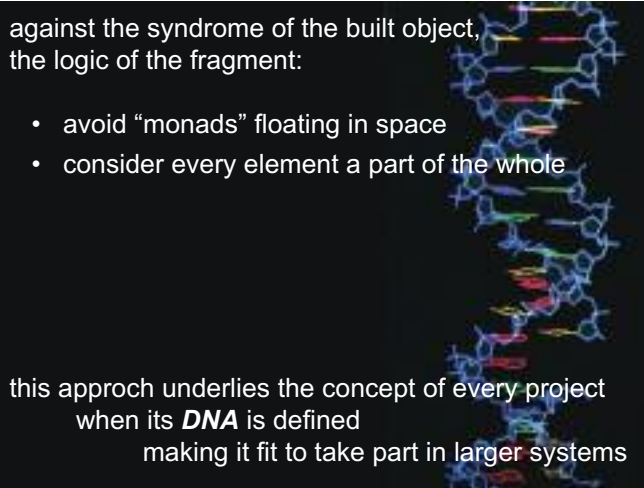 against the syndrome of the built object,
the logic of the fragment:
• avoid “monads” floating in space
• consider every element a part of the whole
this approch underlies the concept of every project
when its DNA is defined
making it fit to take part in larger systems